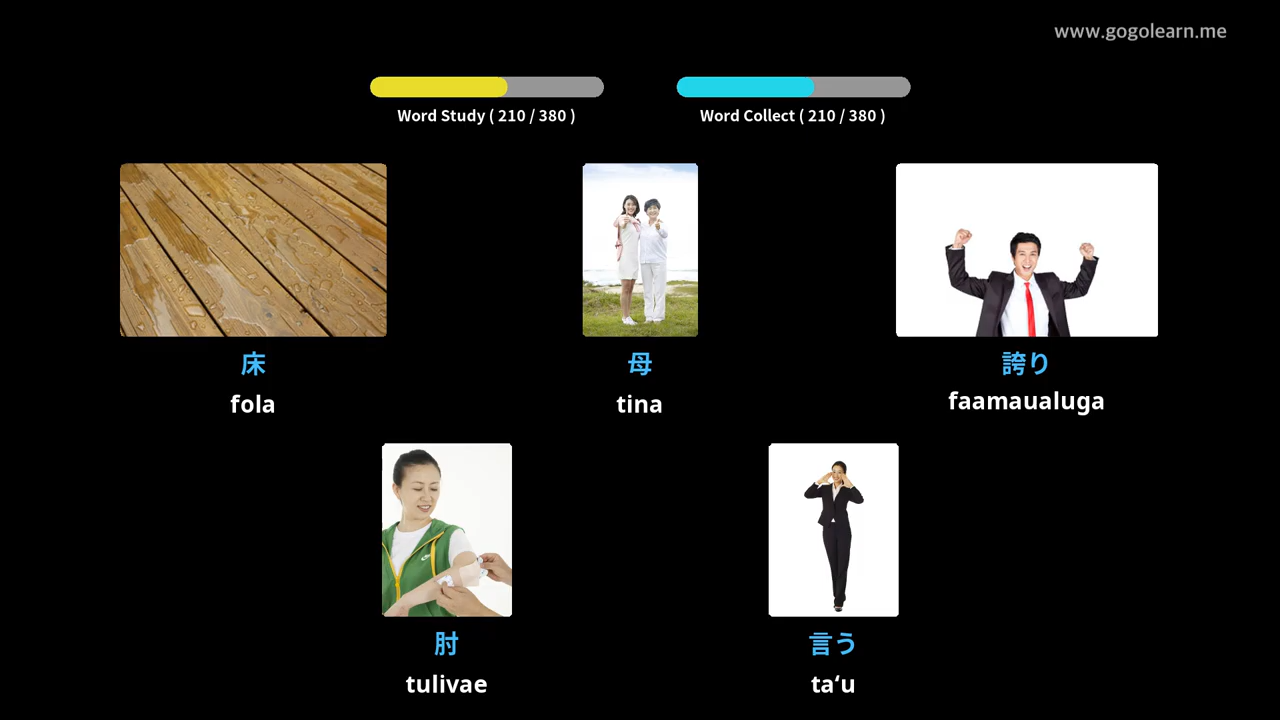 www.gogolearn.me
Word Study ( 210 / 380 )
Word Collect ( 210 / 380 )
床
fola
母
tina
誇り
faamaualuga
肘
tulivae
言う
taʻu